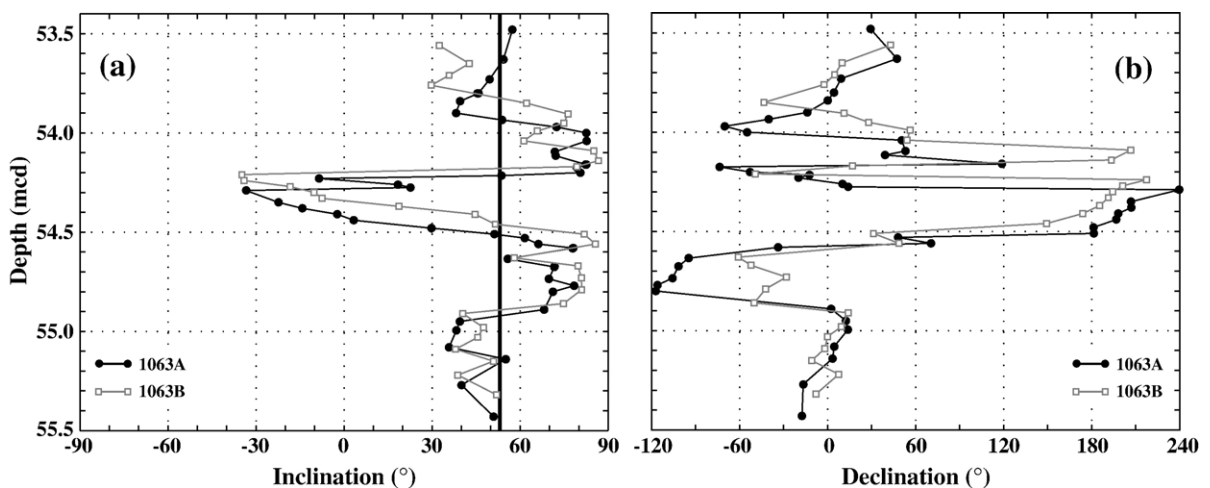 (a)
Depth (mcd)
53.5
54.0
54.5
55.0
55.5
1063A
1063B
-90
-60
-30
0
30
60
90
Inclination (°)
(b)
1063A
1063B
-120
-60
0
60
120
180
240
Declination (°)